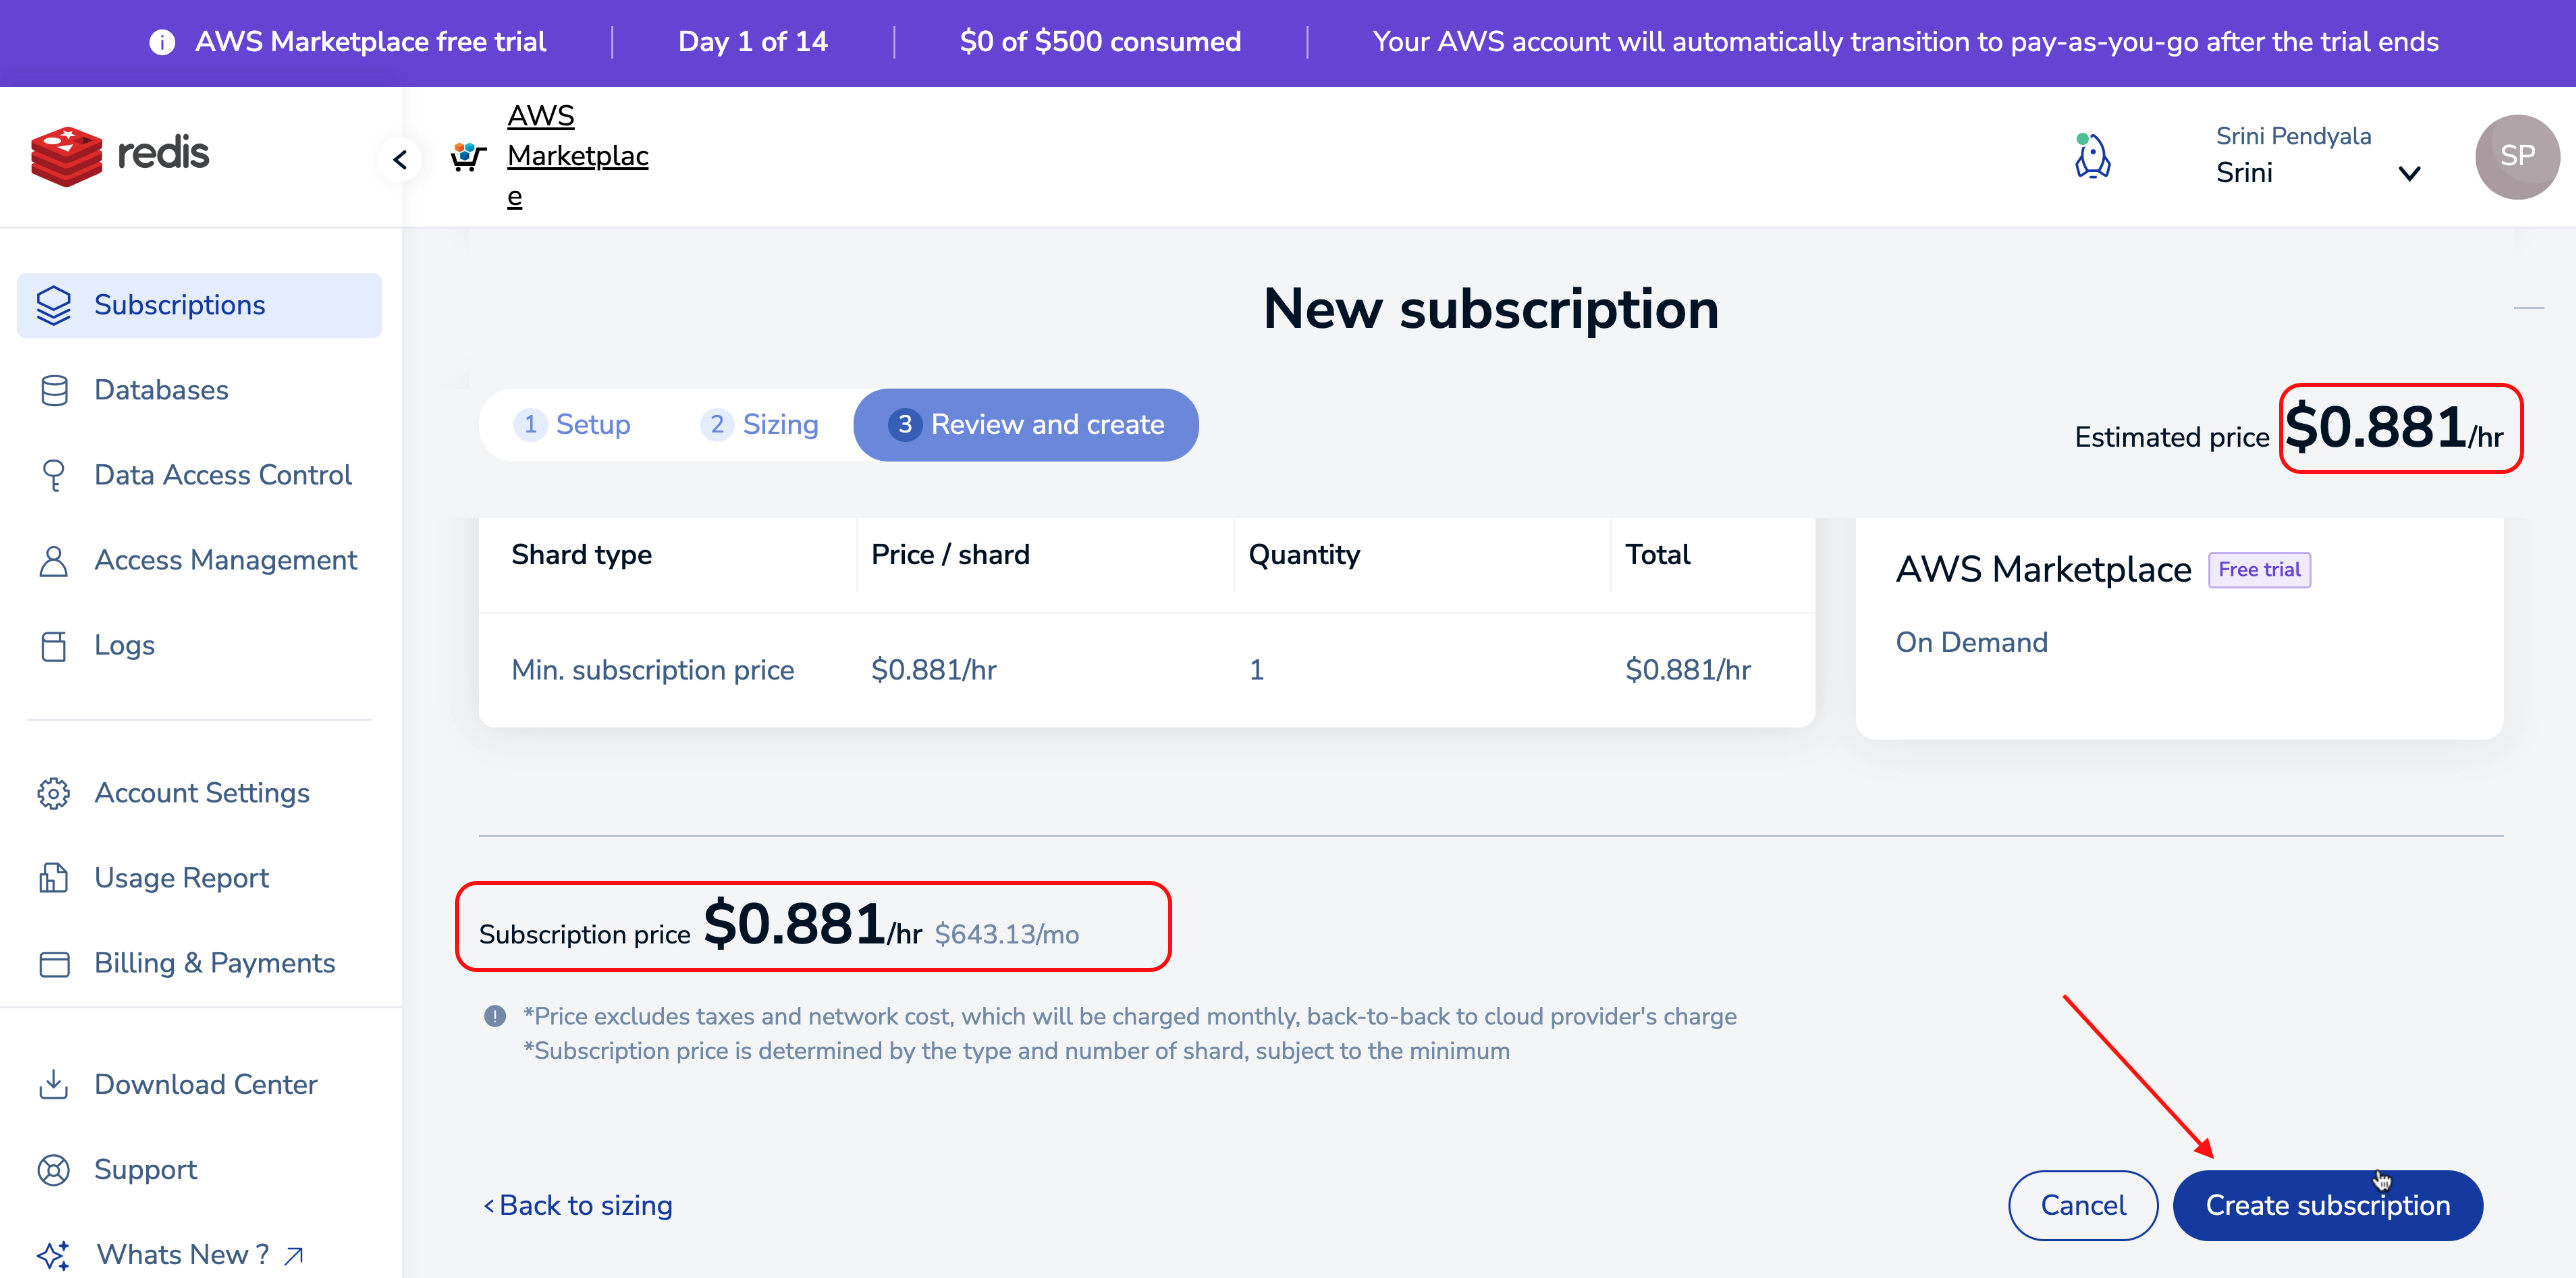 AWS Marketplace free trial
Day 1 of 14
$0 of $500 consumed
Your AWS account will automatically transition to pay-as-you-go after the trial ends
redis
AWS
Marketplac
e
Srini Pendyala
Srini
SP
Subscriptions
Databases
Data Access Control
Access Management
Logs
Account Settings
Usage Report
Billing & Payments
Download Center
Support
Whats New ?
New subscription
1 Setup
2 Sizing
3 Review and create
Estimated price $0.881/hr
Shard type Price / shard Quantity Total
Min. subscription price $0.881/hr 1 $0.881/hr
AWS Marketplace Free trial
On Demand
Subscription price $0.881/hr $643.13/mo
*Price excludes taxes and network cost, which will be charged monthly, back-to-back to cloud provider's charge
*Subscription price is determined by the type and number of shard, subject to the minimum
Back to sizing
Cancel
Create subscription